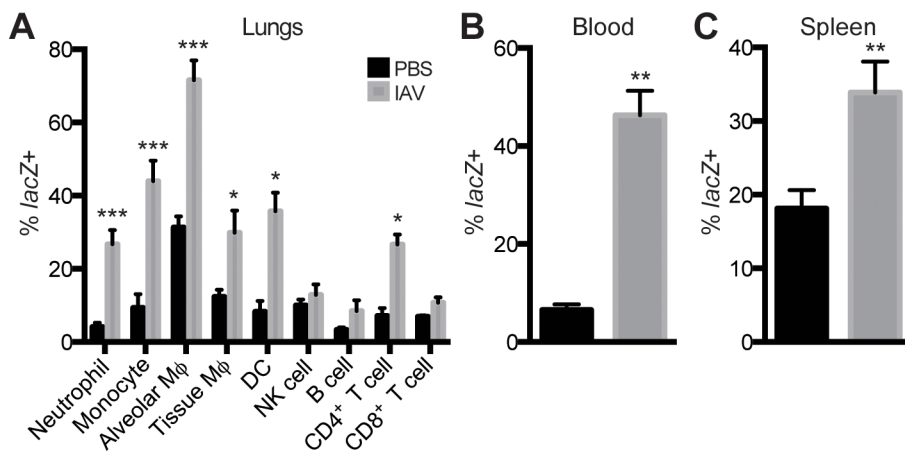 A
Lungs
% lacZ+
80
60
40
20
0
***
***
***
*
*
*
PBS
IAV
Neutrophil
Monocyte
Alveolar Mϕ
Tissue Mϕ
DC
NK cell
B cell
CD4⁺ T cell
CD8⁺ T cell
B
Blood
% lacZ+
60
40
20
0
**
C
Spleen
% lacZ+
40
30
20
10
0
**